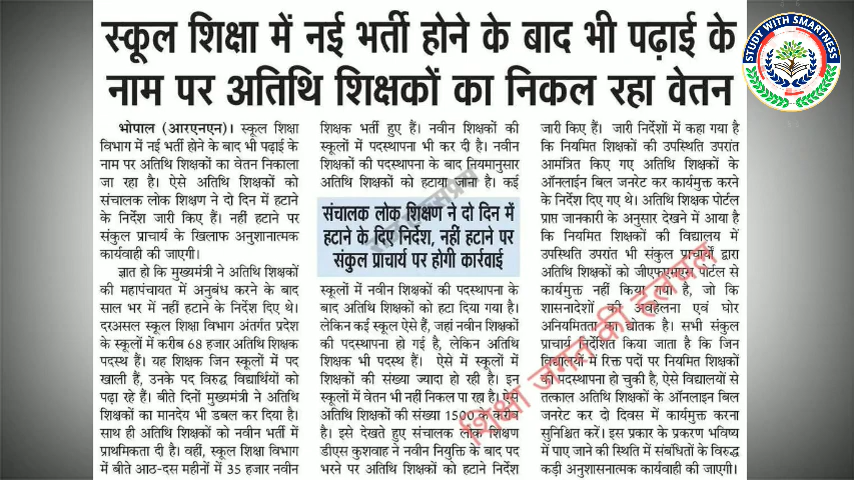 स्कूल शिक्षा में नई भर्ती होने के बाद भी पढ़ाई के
नाम पर अतिथि शिक्षकों का निकल रहा वेतन
STUDY WITH SMARTNESS
भोपाल (आरएनएन)। स्कूल शिक्षा
विभाग में नई भर्ती होने के बाद भी पढ़ाई के
नाम पर अतिथि शिक्षकों का वेतन निकाला
जा रहा है। ऐसे अतिथि शिक्षकों को
संचालक लोक शिक्षण ने दो दिन में हटाने
के निर्देश जारी किए हैं। नहीं हटाने पर
संकुल प्राचार्य के खिलाफ अनुशानात्मक
कार्यवाही की जाएगी।
ज्ञात हो कि मुख्यमंत्री ने अतिथि शिक्षकों
की महापंचायत में अनुबंध करने के बाद
साल भर में नहीं हटाने के निर्देश दिए थे।
दरअसल स्कूल शिक्षा विभाग अंतर्गत प्रदेश
के स्कूलों में करीब 68 हजार अतिथि शिक्षक
पदस्थ हैं। यह शिक्षक जिन स्कूलों में पद
खाली हैं, उनके पद विरुद्ध विद्यार्थियों को
पढ़ा रहे हैं। बीते दिनों मुख्यमंत्री ने अतिथि
शिक्षकों का मानदेय भी डबल कर दिया है।
साथ ही अतिथि शिक्षकों को नवीन भर्ती में
प्राथमिकता दी है। वहीं, स्कूल शिक्षा विभाग
में बीते आठ-दस महीनों में 35 हजार नवीन
शिक्षक भर्ती हुए हैं। नवीन शिक्षकों की
स्कूलों में पदस्थापना भी कर दी है। नवीन
शिक्षकों की पदस्थापना के बाद नियमानुसार
अतिथि शिक्षकों को हटाया जाना है। कई
संचालक लोक शिक्षण ने दो दिन में
हटाने के दिए निर्देश, नहीं हटाने पर
संकुल प्राचार्य पर होगी कार्रवाई
स्कूलों में नवीन शिक्षकों की पदस्थापना के
बाद अतिथि शिक्षकों को हटा दिया गया है।
लेकिन कई स्कूल ऐसे हैं, जहां नवीन शिक्षकों
की पदस्थापना हो गई है, लेकिन अतिथि
शिक्षक भी पदस्थ हैं। ऐसे में स्कूलों में
शिक्षकों की संख्या ज्यादा हो रही है। इन
स्कूलों में वेतन भी नहीं निकल पा रहा है। ऐसे
अतिथि शिक्षकों की संख्या 1500 के करीब
है। इसे देखते हुए संचालक लोक शिक्षण
डीएस कुशवाह ने नवीन नियुक्ति के बाद पद
भरने पर अतिथि शिक्षकों को हटाने निर्देश
जारी किए हैं। जारी निर्देशों में कहा गया है
कि नियमित शिक्षकों की उपस्थिति उपरांत
आमंत्रित किए गए अतिथि शिक्षकों के
ऑनलाईन बिल जनरेट कर कार्यमुक्त करने
के निर्देश दिए गए थे। अतिथि शिक्षक पोर्टल
प्राप्त जानकारी के अनुसार देखने में आया है
कि नियमित शिक्षकों की विद्यालय में
उपस्थिति उपरांत भी संकुल प्राचार्यों द्वारा
अतिथि शिक्षकों को जीएफएमएस पोर्टल से
कार्यमुक्त नहीं किया गया है, जो कि
शासनादेशों की अवहेलना एवं घोर
अनियमितता का द्योतक है। सभी संकुल
प्राचार्य निर्देशित किया जाता है कि जिन
विद्यालयों में रिक्त पदों पर नियमित शिक्षकों
की पदस्थापना हो चुकी है, ऐसे विद्यालयों से
तत्काल अतिथि शिक्षकों के ऑनलाइन बिल
जनरेट कर दो दिवस में कार्यमुक्त करना
सुनिश्चित करें। इस प्रकार के प्रकरण भविष्य
में पाए जाने की स्थिति में संबंधितों के विरुद्ध
कड़ी अनुशासनात्मक कार्यवाही की जाएगी।
शिक्षा जगत की हलचल